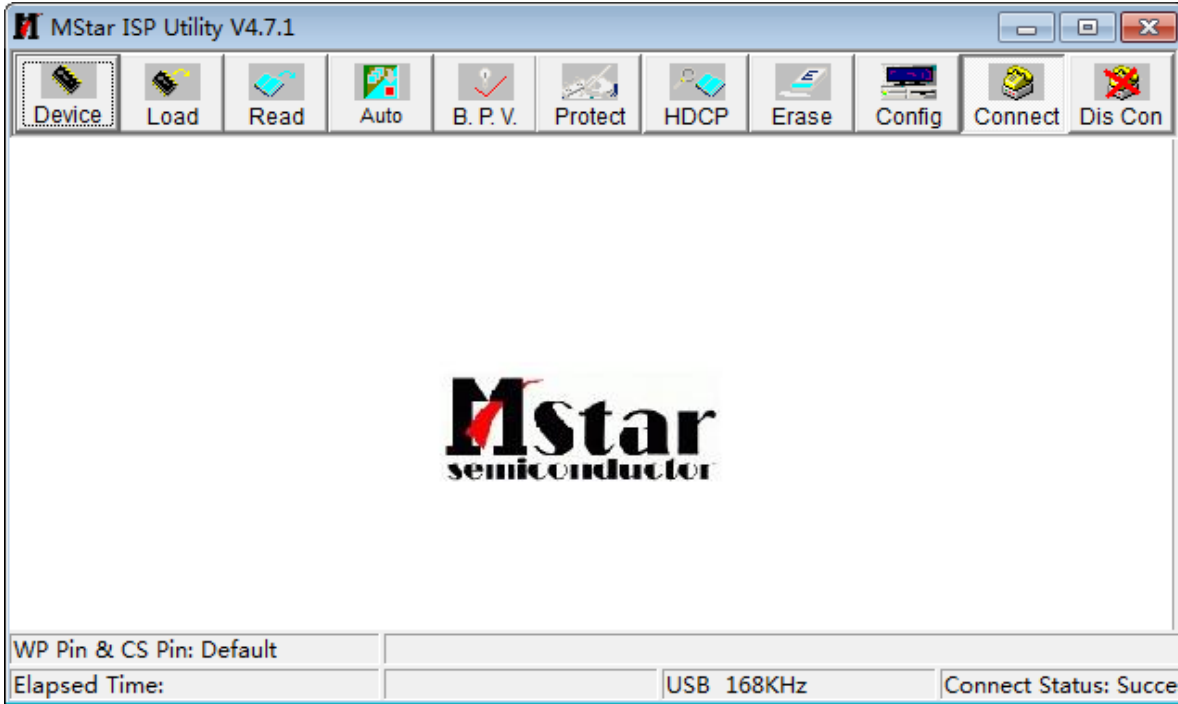 MStar ISP Utility V4.7.1
Device Load Read Auto B. P. V. Protect HDCP Erase Config Connect Dis Con
MStar
semiconductor
WP Pin & CS Pin: Default
Elapsed Time: USB 168KHz Connect Status: Succe